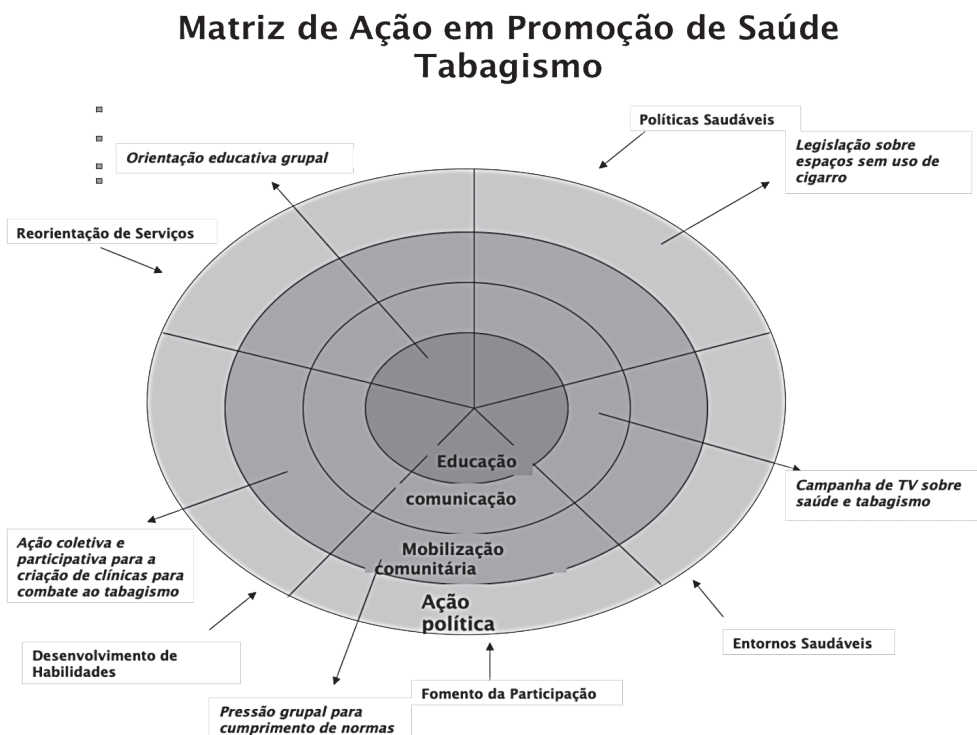 Matriz de Ação em Promoção de Saúde
Tabagismo
Políticas Saudáveis
Legislação sobre
espaços sem uso de
cigarro
Orientação educativa grupal
Reorientação de Serviços
Educação
comunicação
Mobilização
comunitária
Ação
política
Campanha de TV sobre
saúde e tabagismo
Ação coletiva e
participativa para a
criação de clínicas para
combate ao tabagismo
Entornos Saudáveis
Desenvolvimento de
Habilidades
Fomento da Participação
Pressão grupal para
cumprimento de normas